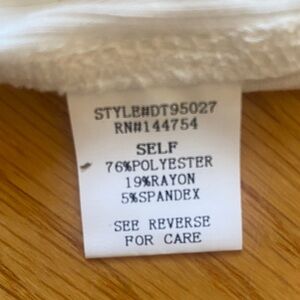 STYLE#DT95027
RN#144754
SELF
76%POLYESTER
19%RAYON
5%SPANDEX
SEE REVERSE
FOR CARE